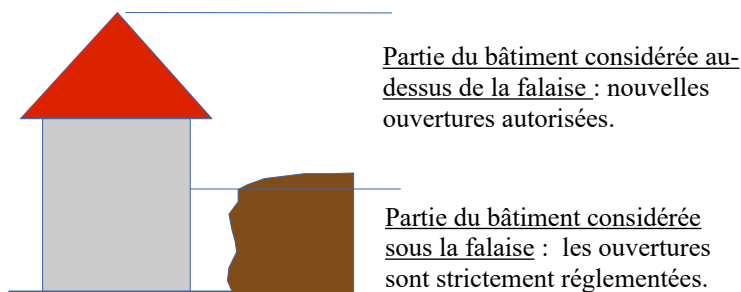 Partie du bâtiment considérée au-
dessus de la falaise : nouvelles
ouvertures autorisées.
Partie du bâtiment considérée
sous la falaise :  les ouvertures
sont strictement réglementées.